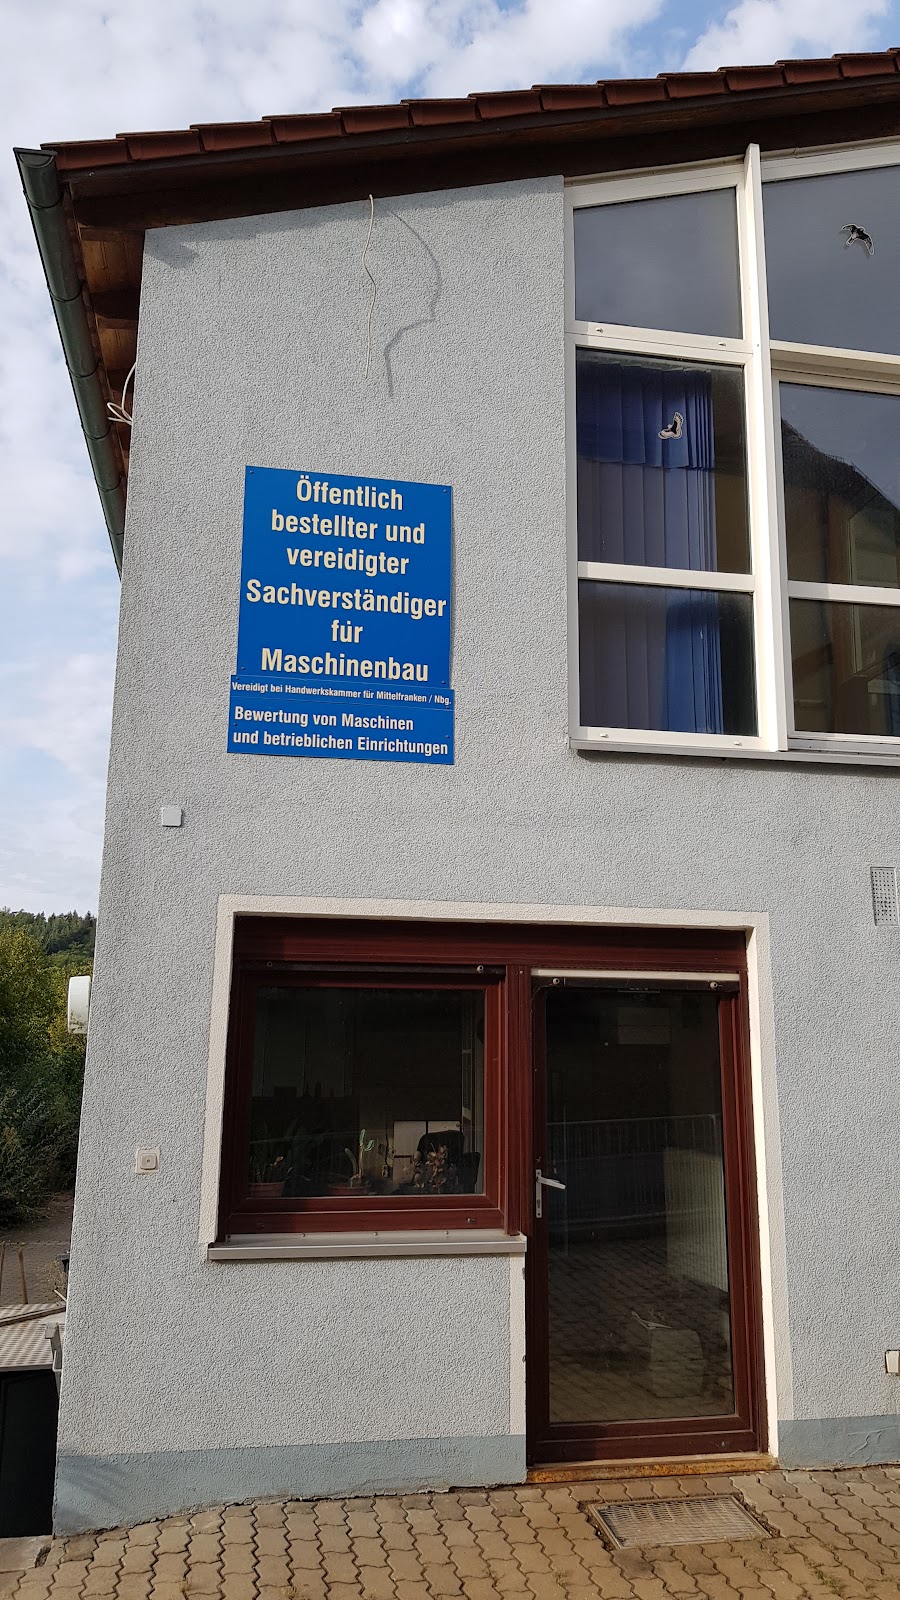 Öffentlich
bestellter und
vereidigter
Sachverständiger
für
Maschinenbau
Vereidigt bei Handwerkskammer für Mittelfranken / Nbg.
Bewertung von Maschinen
und betrieblichen Einrichtungen